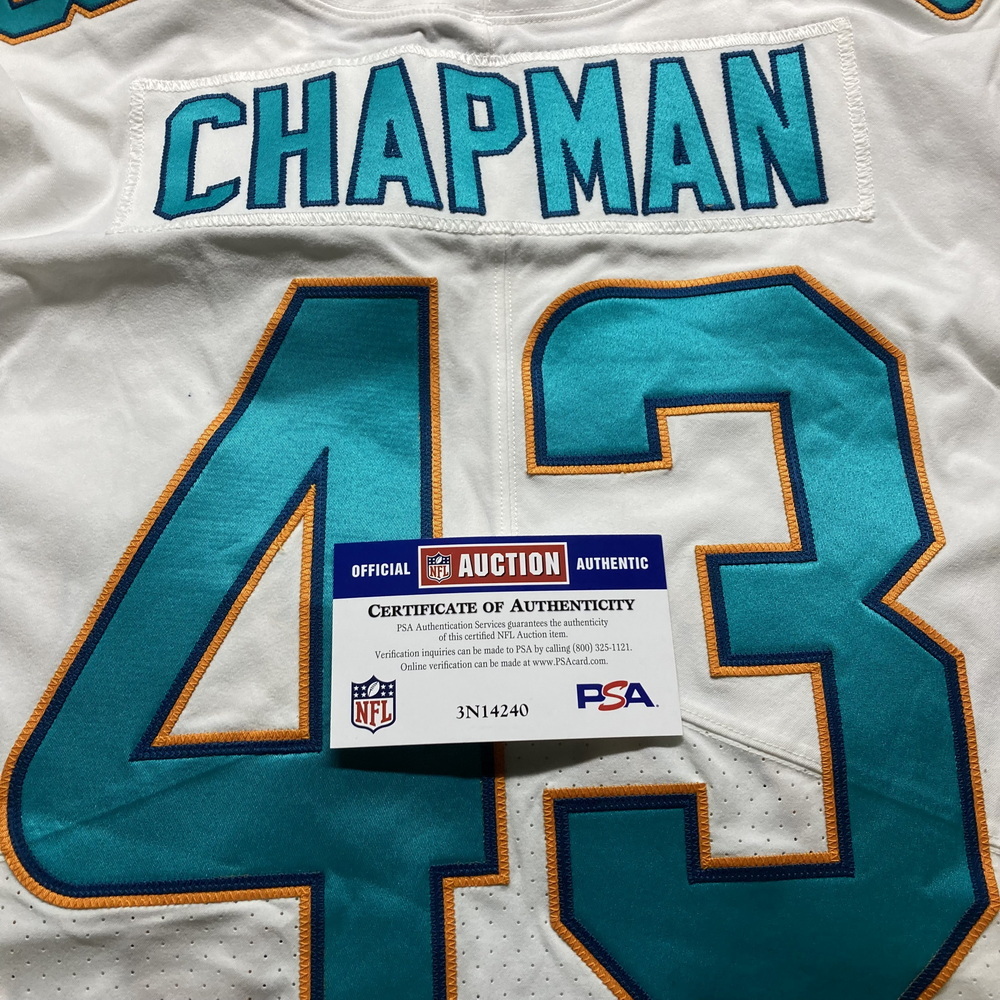 CHAPMAN
43
OFFICIAL NFL AUCTION AUTHENTIC
CERTIFICATE OF AUTHENTICITY
PSA Authentication Services guarantees the authenticity
of this certified NFL Auction item.
Verification inquiries can be made to PSA by calling (800) 325-1121.
Online verification can be made at www.PSAcard.com.
NFL 3N14240 PSA